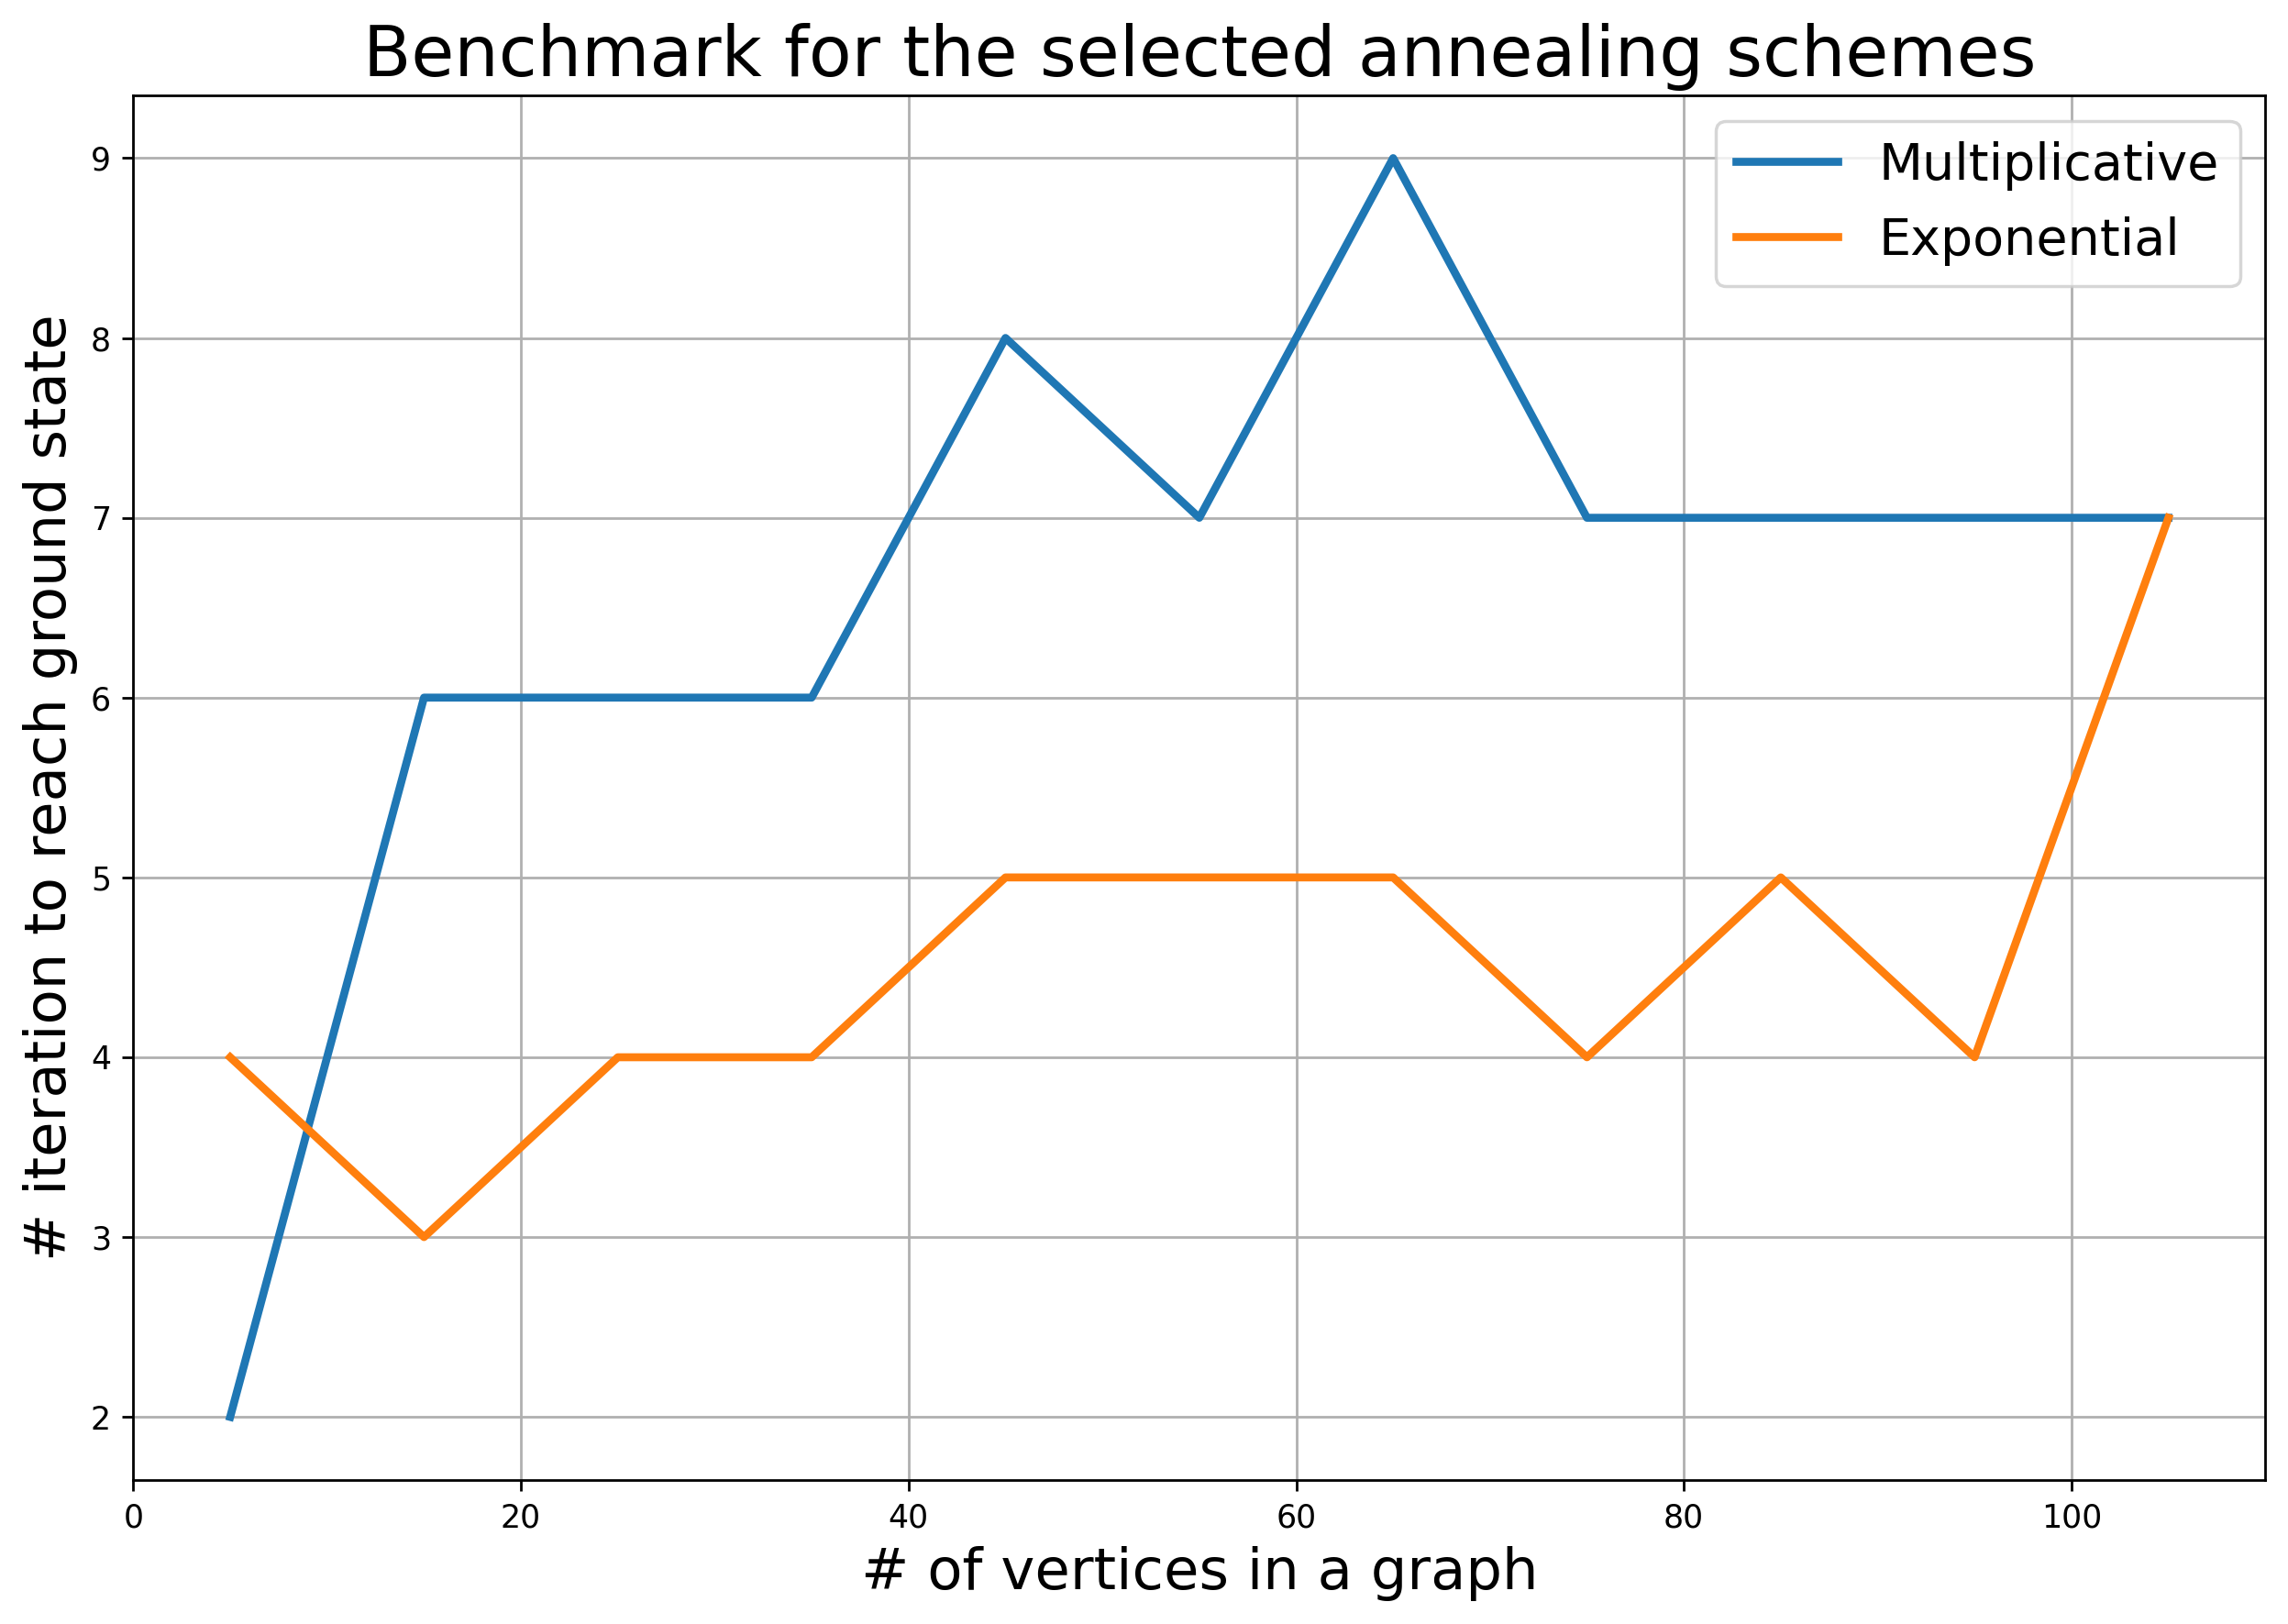 Benchmark for the selected annealing schemes
Multiplicative
Exponential
# iteration to reach ground state
9
8
7
6
5
4
3
2
0 20 40 60 80 100
# of vertices in a graph